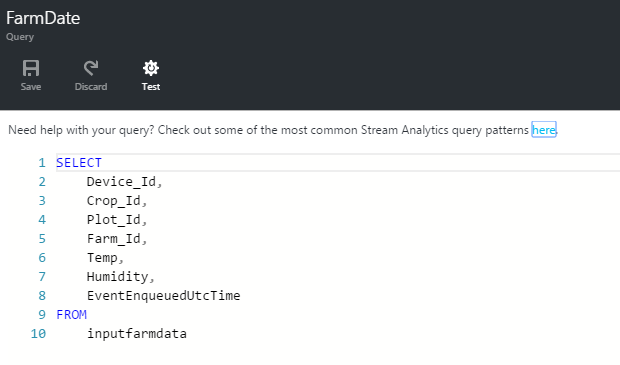 FarmDate
Query
Save Discard Test
Need help with your query? Check out some of the most common Stream Analytics query patterns here.
1 SELECT
2 Device_Id,
3 Crop_Id,
4 Plot_Id,
5 Farm_Id,
6 Temp,
7 Humidity,
8 EventEnqueuedUtcTime
9 FROM
10 inputfarmdata